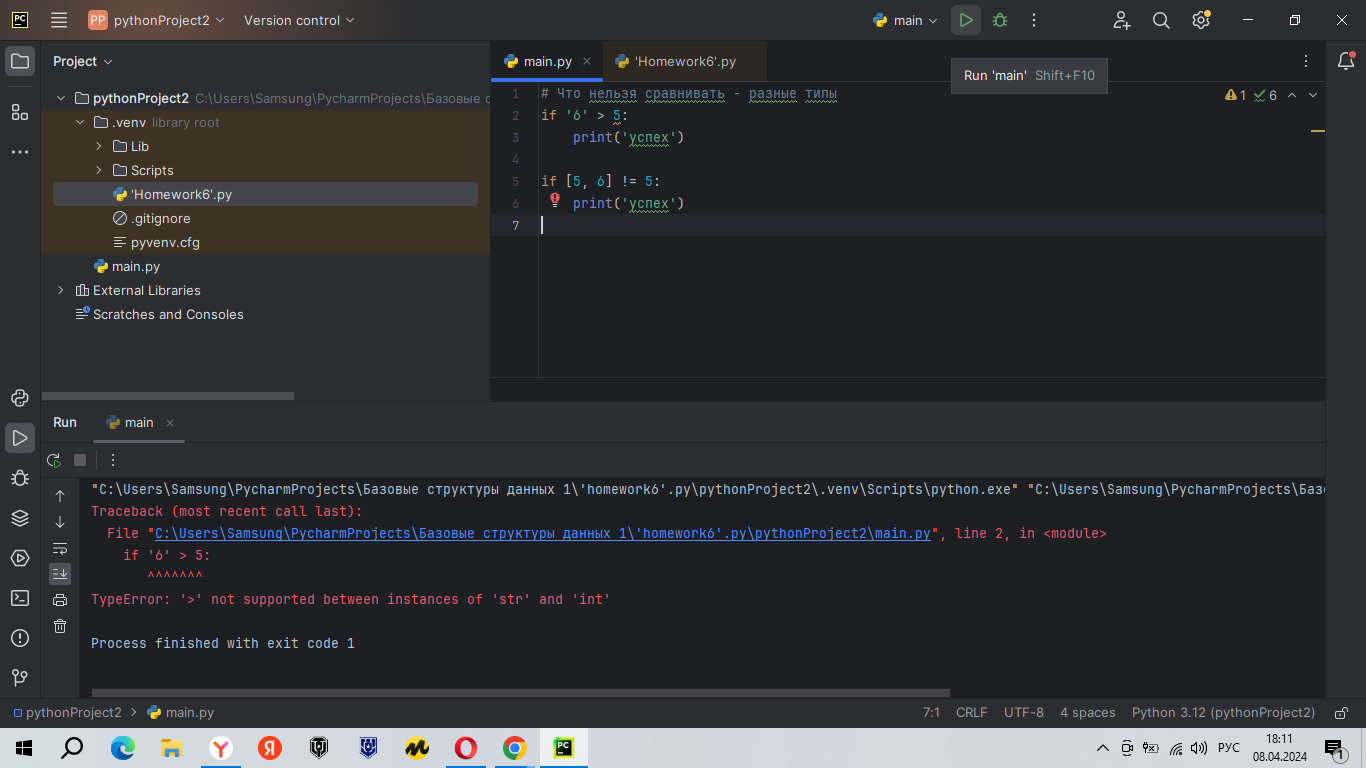 PC
PP pythonProject2 Version control main
Project
main.py 'Homework6'.py
Run 'main' Shift+F10
pythonProject2 C:\Users\Samsung\PycharmProjects\Базовые
.venv library root
Lib
Scripts
'Homework6'.py
.gitignore
pyvenv.cfg
main.py
External Libraries
Scratches and Consoles
1 # Что нельзя сравнивать - разные типы
2 if '6' > 5:
3 print('успех')
4
5 if [5, 6] != 5:
6 print('успех')
7
1 6
Run main
"C:\Users\Samsung\PycharmProjects\Базовые структуры данных 1\'homework6'.py\pythonProject2\.venv\Scripts\python.exe" "C:\Users\Samsung\PycharmProjects\Базо
Traceback (most recent call last):
File "C:\Users\Samsung\PycharmProjects\Базовые структуры данных 1\'homework6'.py\pythonProject2\main.py", line 2, in <module>
if '6' > 5:
^^^^^^^
TypeError: '>' not supported between instances of 'str' and 'int'
Process finished with exit code 1
pythonProject2 > main.py
7:1 CRLF UTF-8 4 spaces Python 3.12 (pythonProject2)
Y Я PC РУС 18:11
08.04.2024
1